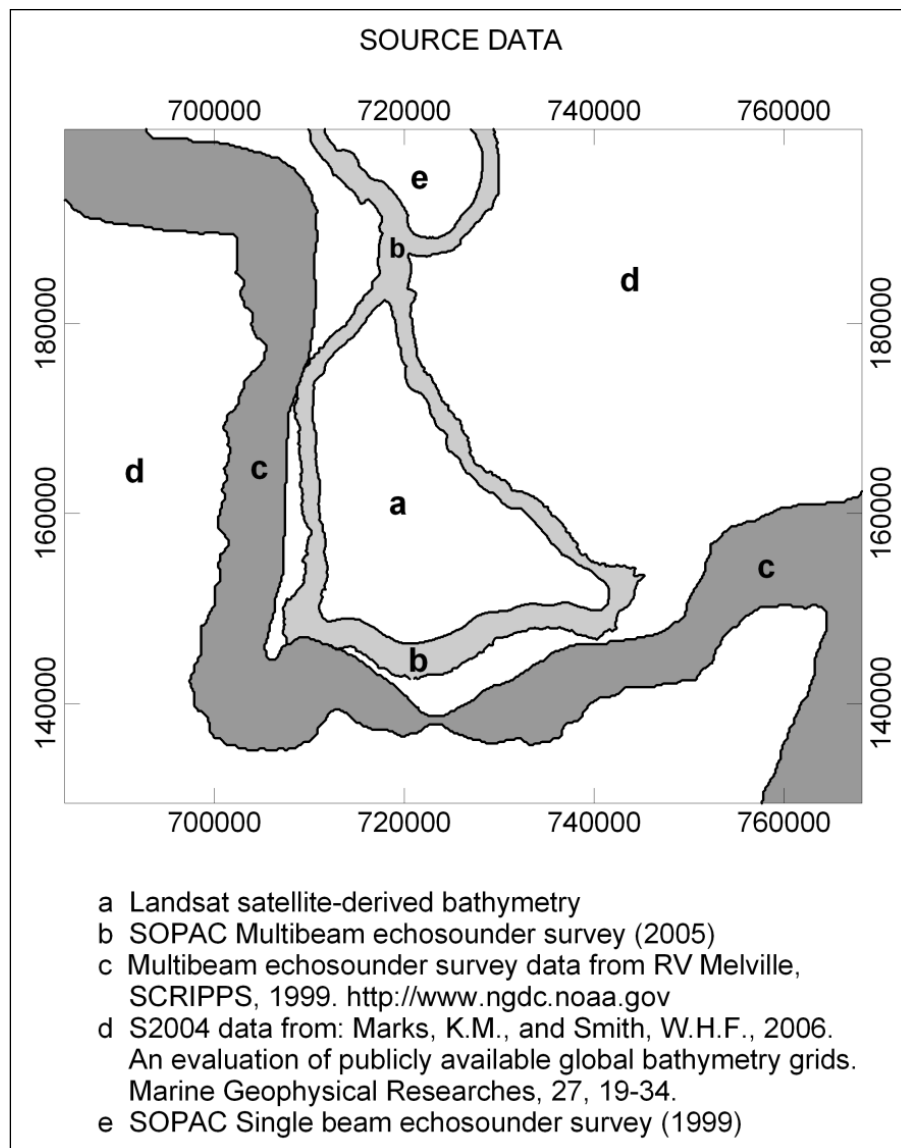 SOURCE DATA
700000 720000 740000 760000
e
b
d
180000 180000
d
c
a
160000 160000
c
b
140000 140000
700000 720000 740000 760000
a Landsat satellite-derived bathymetry
b SOPAC Multibeam echosounder survey (2005)
c Multibeam echosounder survey data from RV Melville,
SCRIPPS, 1999. http://www.ngdc.noaa.gov
d S2004 data from: Marks, K.M., and Smith, W.H.F., 2006.
An evaluation of publicly available global bathymetry grids.
Marine Geophysical Researches, 27, 19-34.
e SOPAC Single beam echosounder survey (1999)